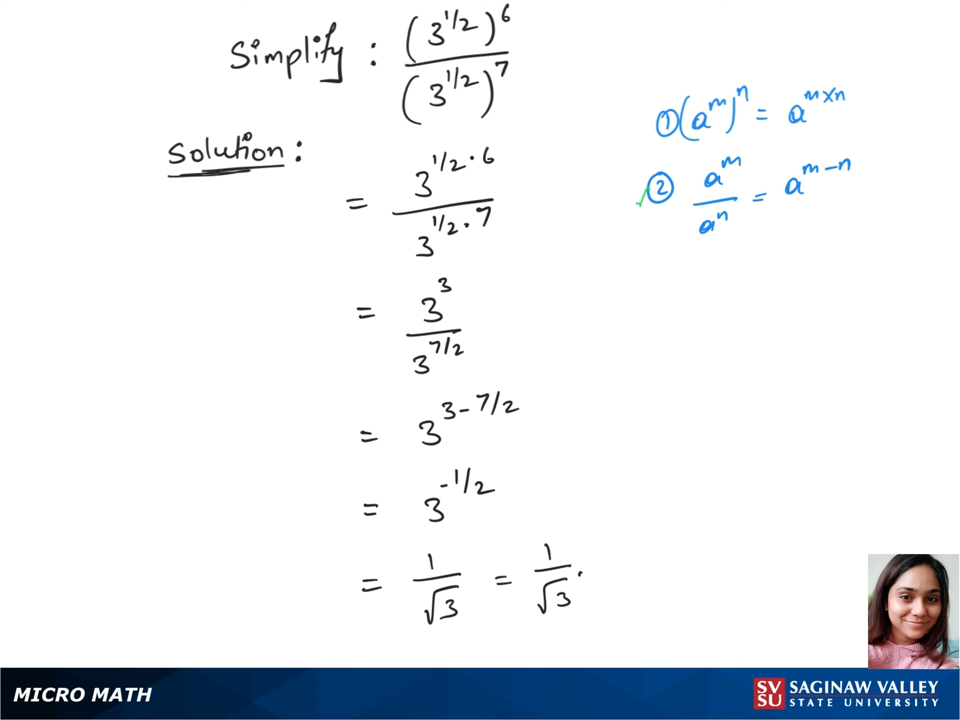 Simplify : (3^1/2)^6 / (3^1/2)^7
① (a^m)^n = a^m×n
Solution :
= 3^1/2·6 / 3^1/2·7
✓② a^m / a^n = a^m-n
= 3^3 / 3^7/2
= 3^3-7/2
= 3^-1/2
= 1/√3 = 1/√3 ·
MICRO MATH
SVSU SAGINAW VALLEY
STATE UNIVERSITY